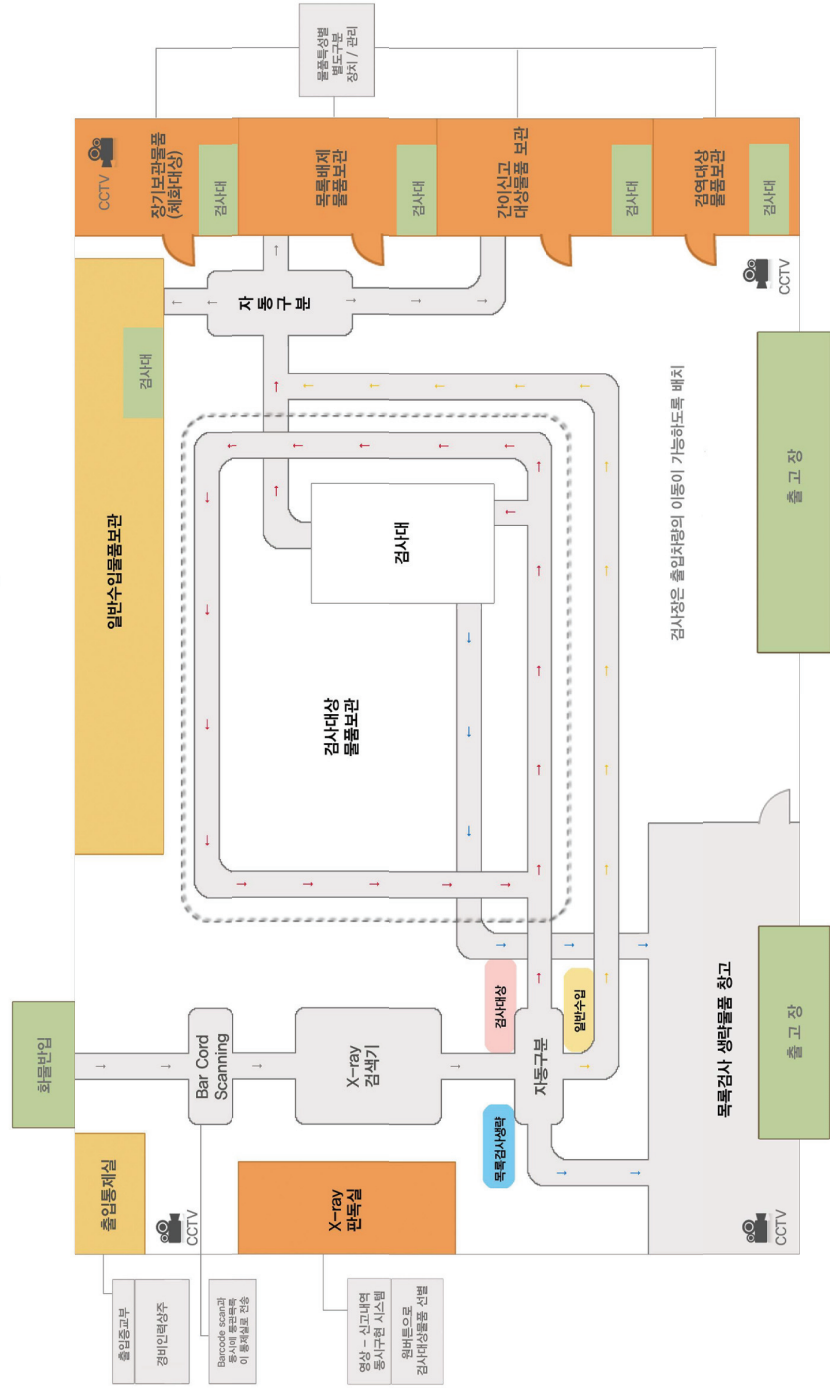 출입증교부
경비인력상주
Barcode scan과
동시에 통관목록
이 통제실로 전송
영상 – 신고내역
동시구현 시스템
원버튼으로
검사대상물품 선별
출입통제실
CCTV
X-ray
판독실
CCTV
화물반입
Bar Cord
Scanning
X-ray
검색기
목록검사생략
검사대상
자동구분
일반수입
목록검사 생략물품 창고
출 고 장
일반수입물품보관
검사대
검사대상
물품보관
검사대
검사장은 출입차량의 이동이 가능하도록 배치
출 고 장
자 동 구 분
CCTV
CCTV
장기보관물품
(체화대상)
검사대
목록배제
물품보관
검사대
간이신고
대상물품 보관
검사대
검역대상
물품보관
검사대
물품특성별
별도구분
장치 / 관리